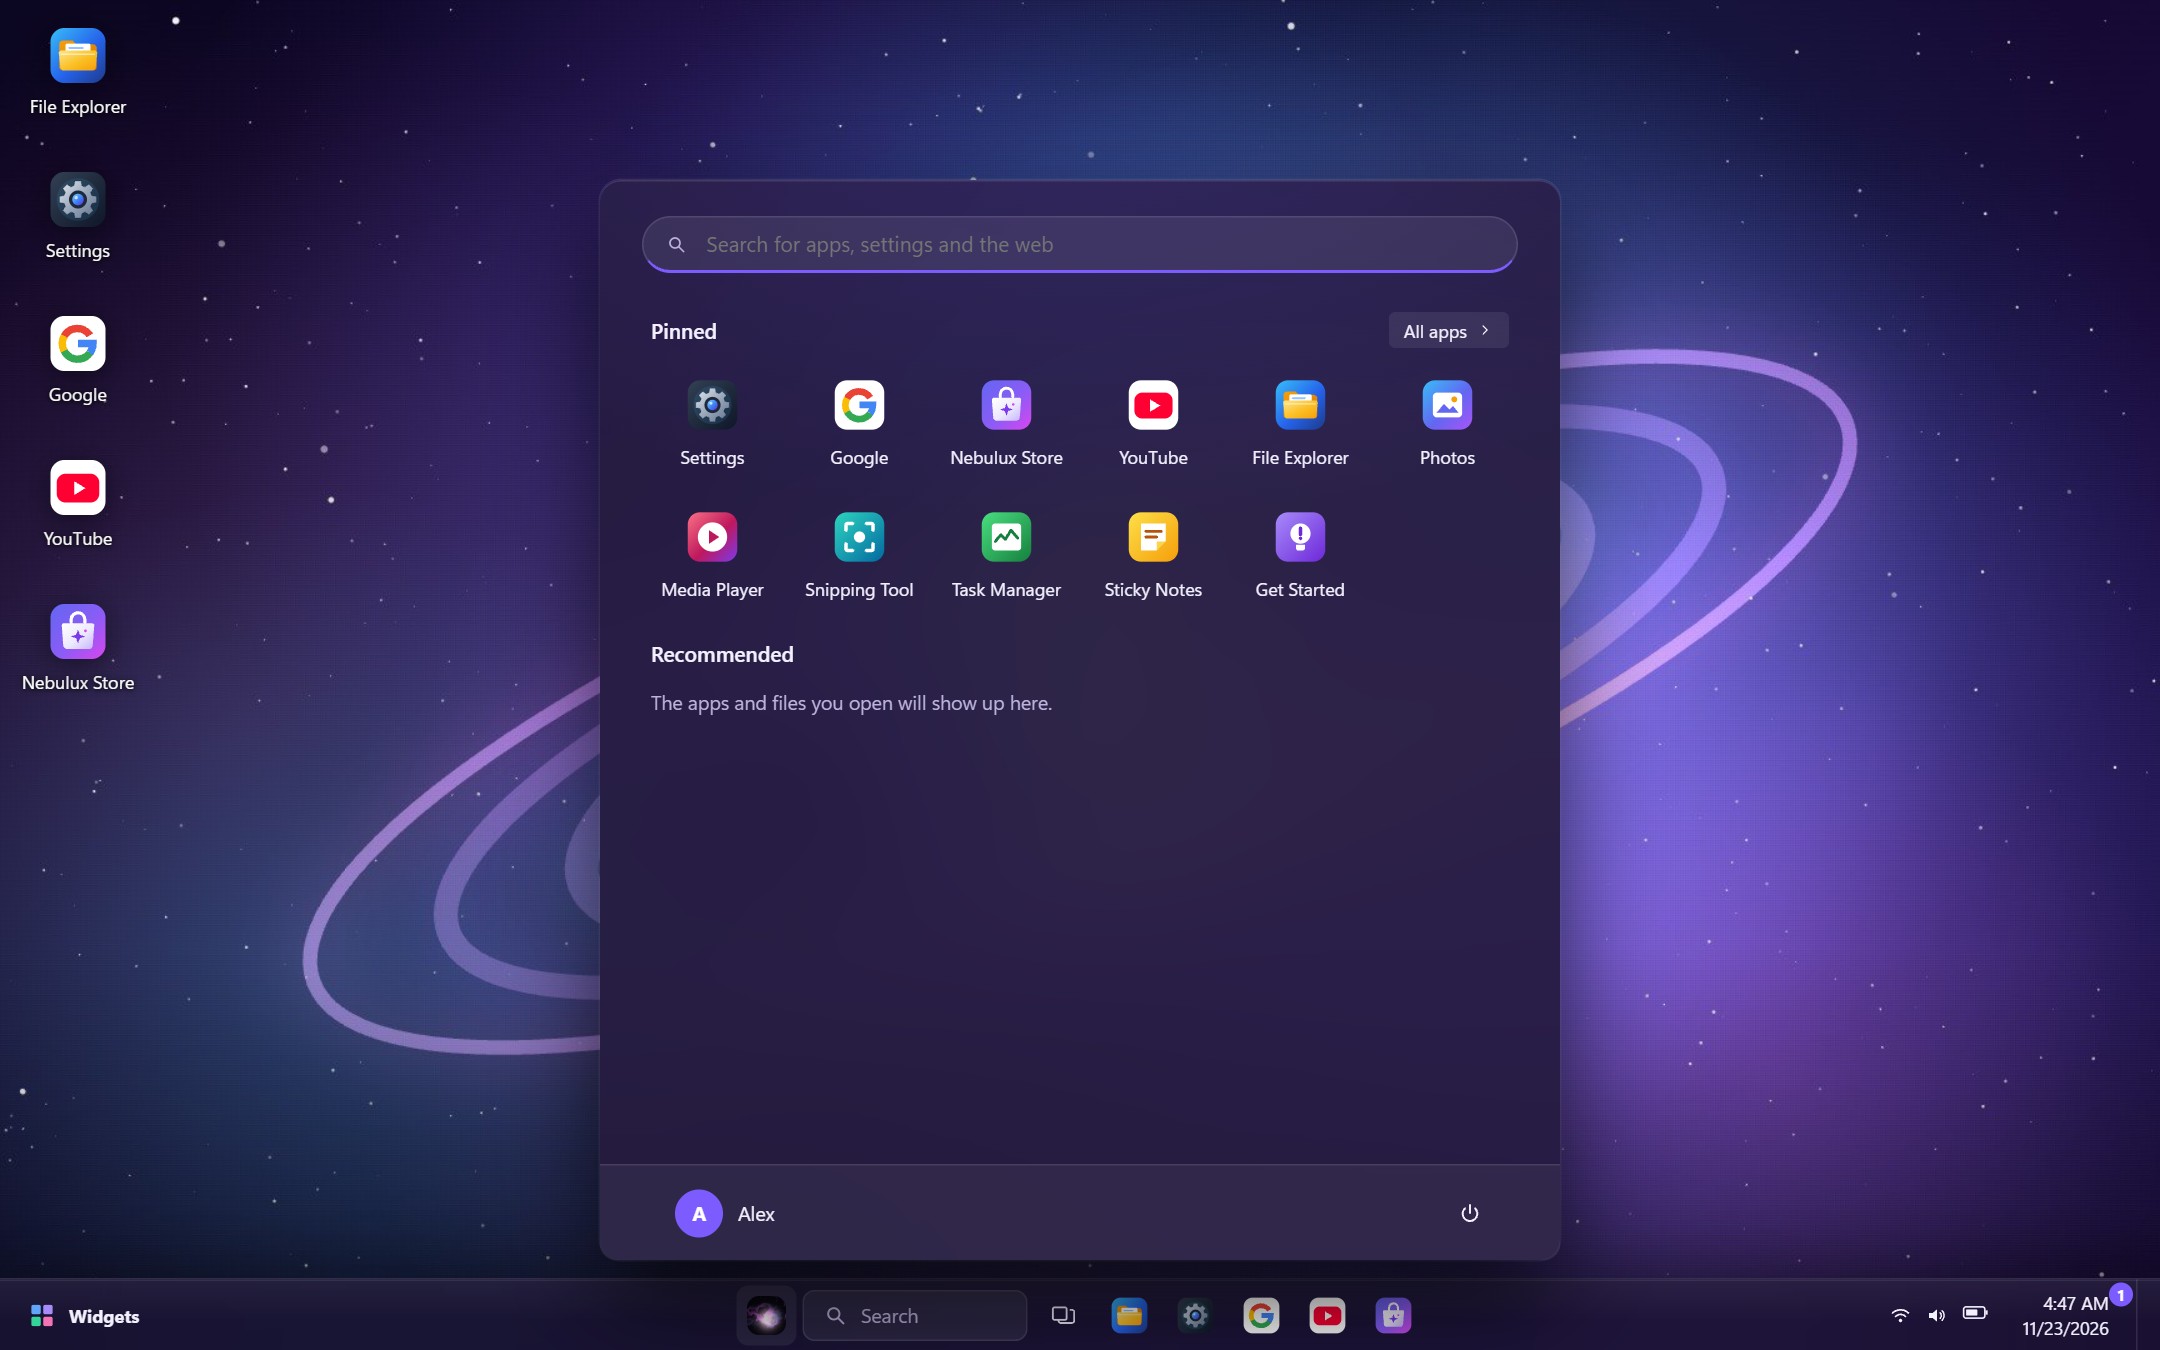 File Explorer
Settings
Google
YouTube
Nebulux Store
Search for apps, settings and the web
Pinned
All apps
Settings
Google
Nebulux Store
YouTube
File Explorer
Photos
Media Player
Snipping Tool
Task Manager
Sticky Notes
Get Started
Recommended
The apps and files you open will show up here.
A
Alex
Widgets
Search
4:47 AM
1
11/23/2026